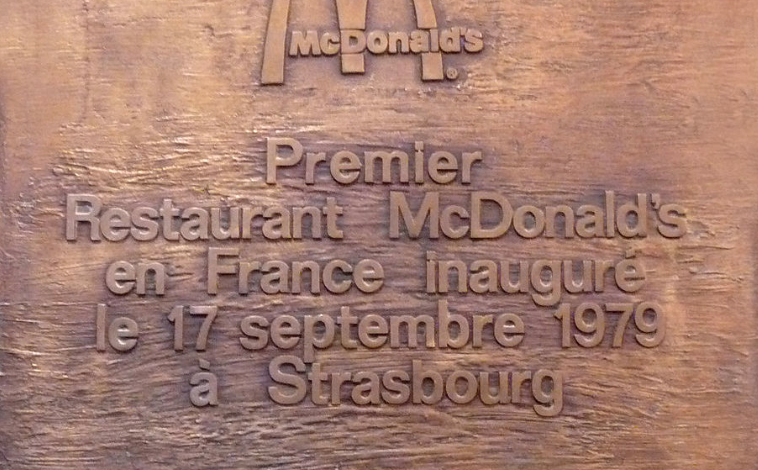 McDonald's
®
Premier
Restaurant McDonald's
en France inauguré
le 17 septembre 1979
à Strasbourg